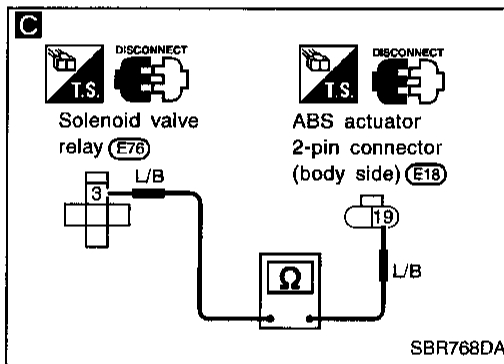 C
DISCONNECT
T.S.
Solenoid valve
relay E76
L/B
3
DISCONNECT
T.S.
ABS actuator
2-pin connector
(body side) E18
19
L/B
Ω
SBR768DA